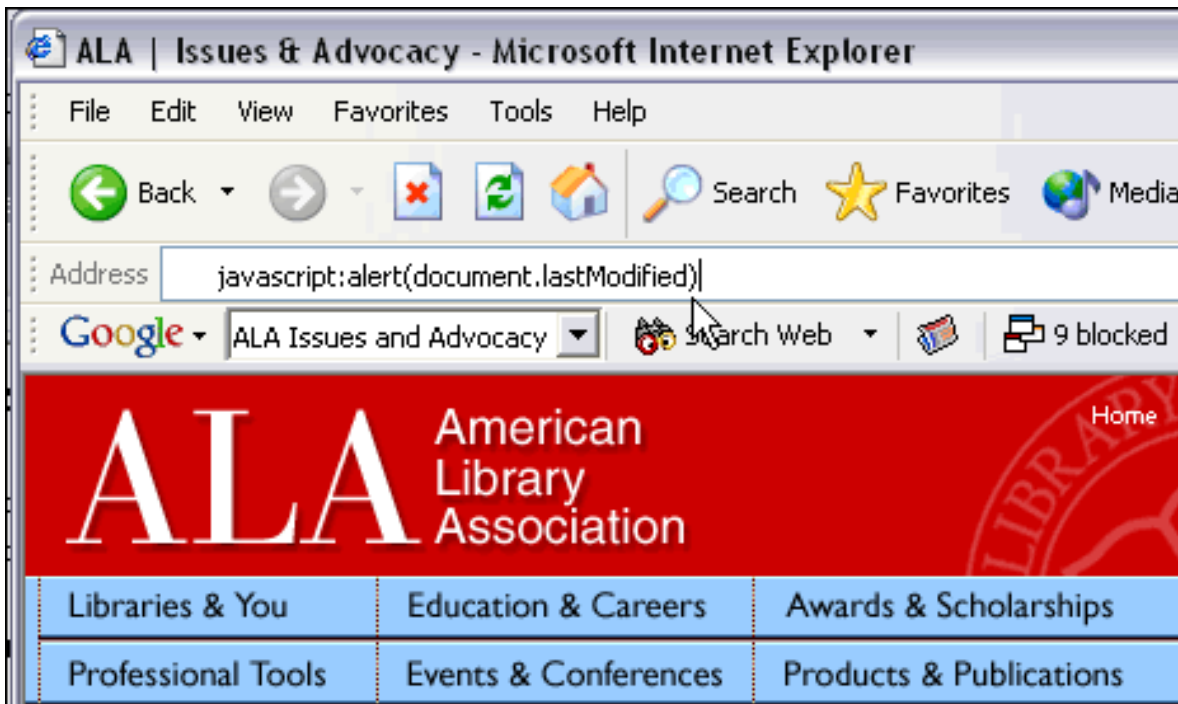 ALA | Issues & Advocacy - Microsoft Internet Explorer
File Edit View Favorites Tools Help
Back Search Favorites Media
Address javascript:alert(document.lastModified)
Google ALA Issues and Advocacy Search Web 9 blocked
Home
ALA American
Library
Association
LIBRARY
Libraries & You Education & Careers Awards & Scholarships
Professional Tools Events & Conferences Products & Publications